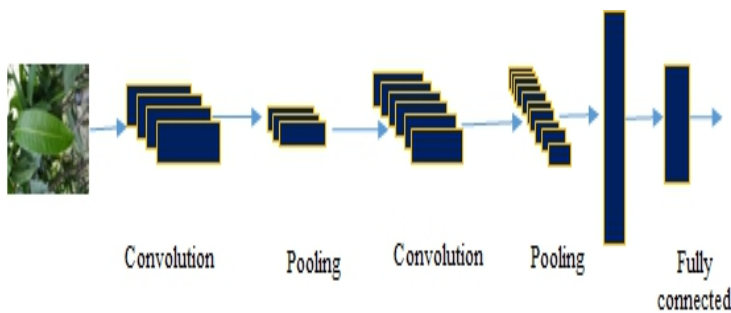 Convolution
Pooling
Convolution
Pooling
Fully
connected